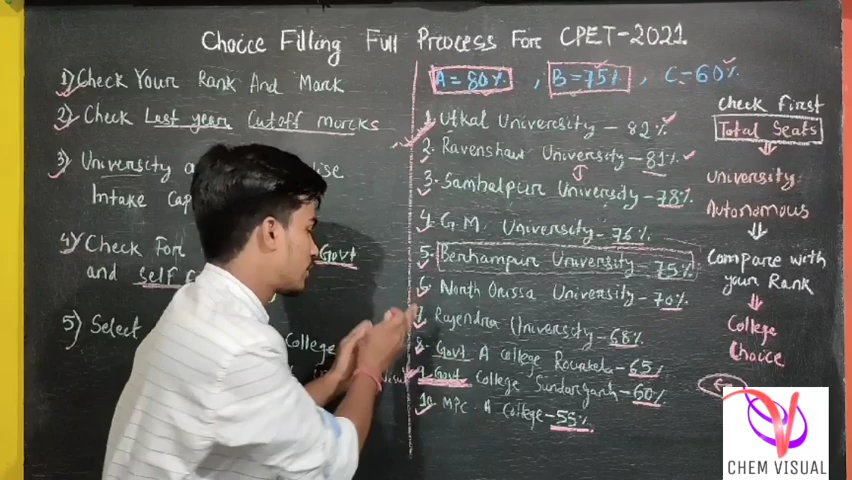 Choice Filling Full Process For CPET-2021.
1) Check Your Rank And Mark
2) Check Last year Cutoff marcks
3) University
Intake
4) Check For Govt
and self
5) Select College
A=80% , B=75% , C=60%
1. Utkal University - 82%
2. Ravenshaw University - 81%
3. Sambalpur University - 78%
4. G.M. University - 76%
5. Berhampur University - 75%
6. North Orissa University - 70%
7. Rajendra University - 68%
8. Govt A college Rourkela - 65%
9. Govt College Sundargarh - 60%
10. MPC A College - 55%
check First
Total Seats
University
Autonomous
Compare with
your Rank
College
Choice
CHEM VISUAL